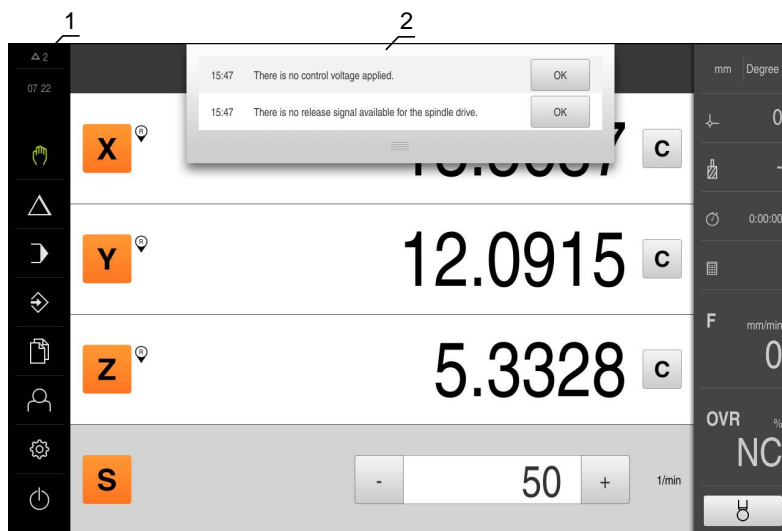 1
2
2
07 22
15:47 There is no control voltage applied. OK
15:47 There is no release signal available for the spindle drive. OK
mm Degree
X R C
0
-
0:00:00
Y R 12.0915 C
Z R 5.3328 C
F mm/min
0
OVR %
NC
S - 50 + 1/min